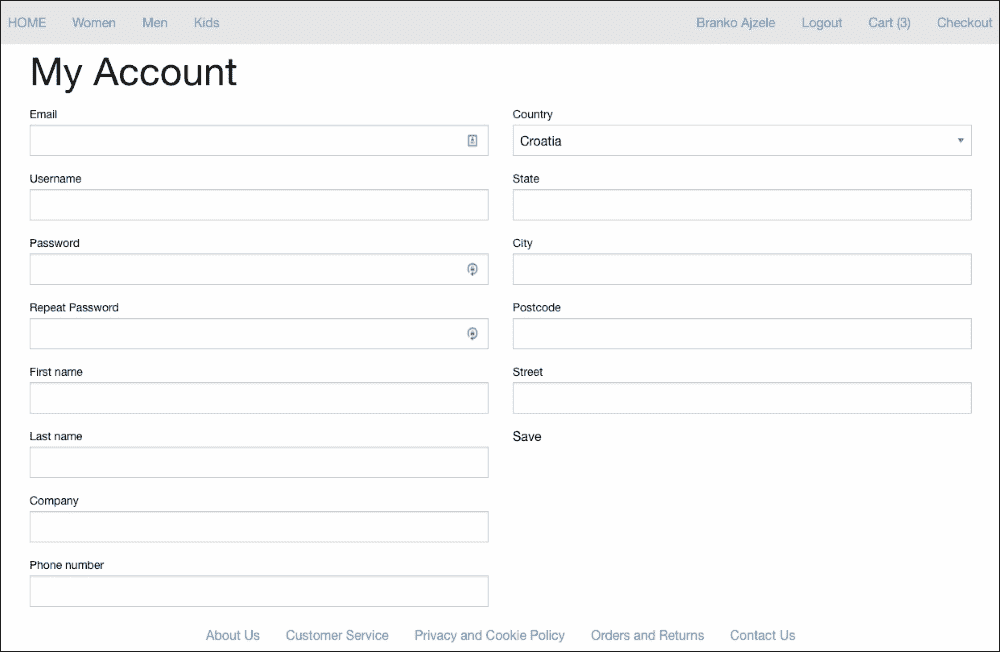 HOME Women Men Kids Branko Ajzele Logout Cart (3) Checkout
My Account
Email
Username
Password
Repeat Password
First name
Last name
Company
Phone number
Country
Croatia
State
City
Postcode
Street
Save
About Us Customer Service Privacy and Cookie Policy Orders and Returns Contact Us